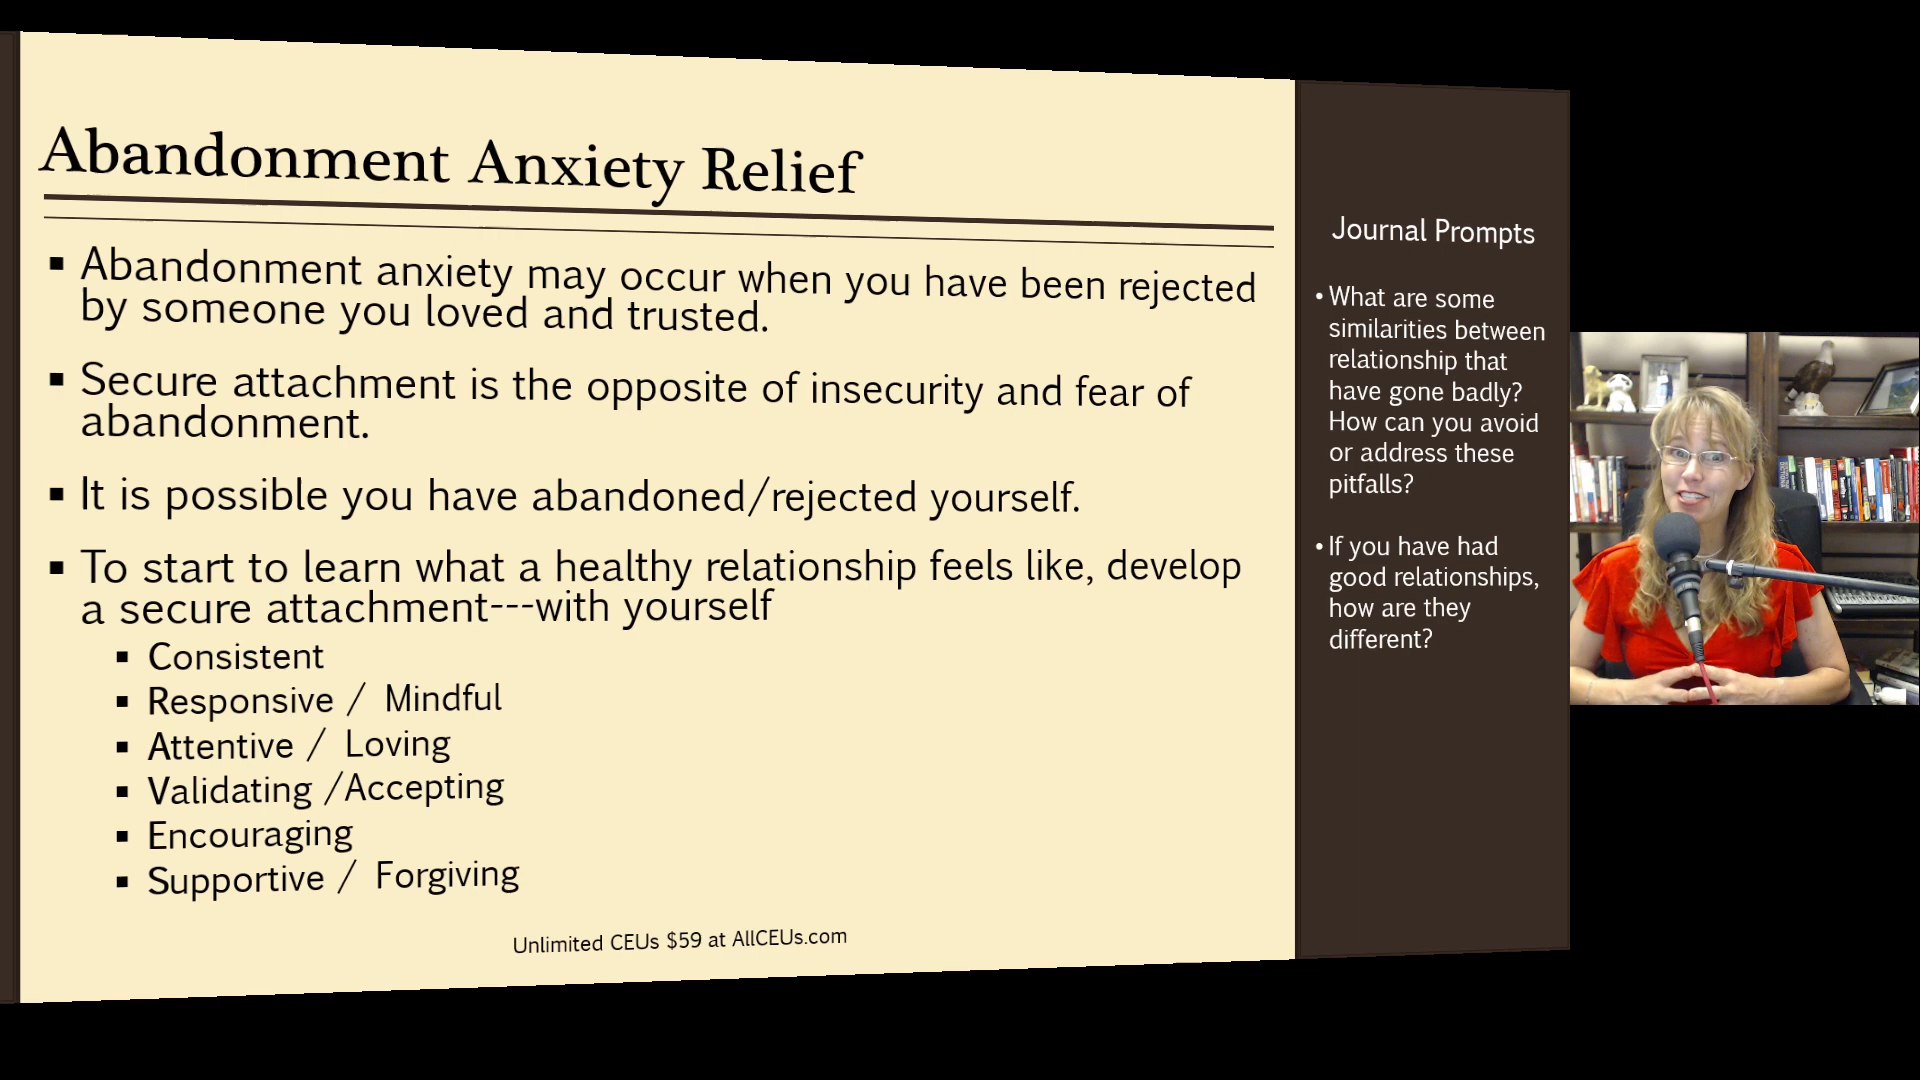 Abandonment Anxiety Relief
▪ Abandonment anxiety may occur when you have been rejected
by someone you loved and trusted.
▪ Secure attachment is the opposite of insecurity and fear of
abandonment.
▪ It is possible you have abandoned/rejected yourself.
▪ To start to learn what a healthy relationship feels like, develop
a secure attachment---with yourself
▪ Consistent
▪ Responsive / Mindful
▪ Attentive / Loving
▪ Validating /Accepting
▪ Encouraging
▪ Supportive / Forgiving
Unlimited CEUs $59 at AllCEUs.com
Journal Prompts
• What are some
similarities between
relationship that
have gone badly?
How can you avoid
or address these
pitfalls?
• If you have had
good relationships,
how are they
different?